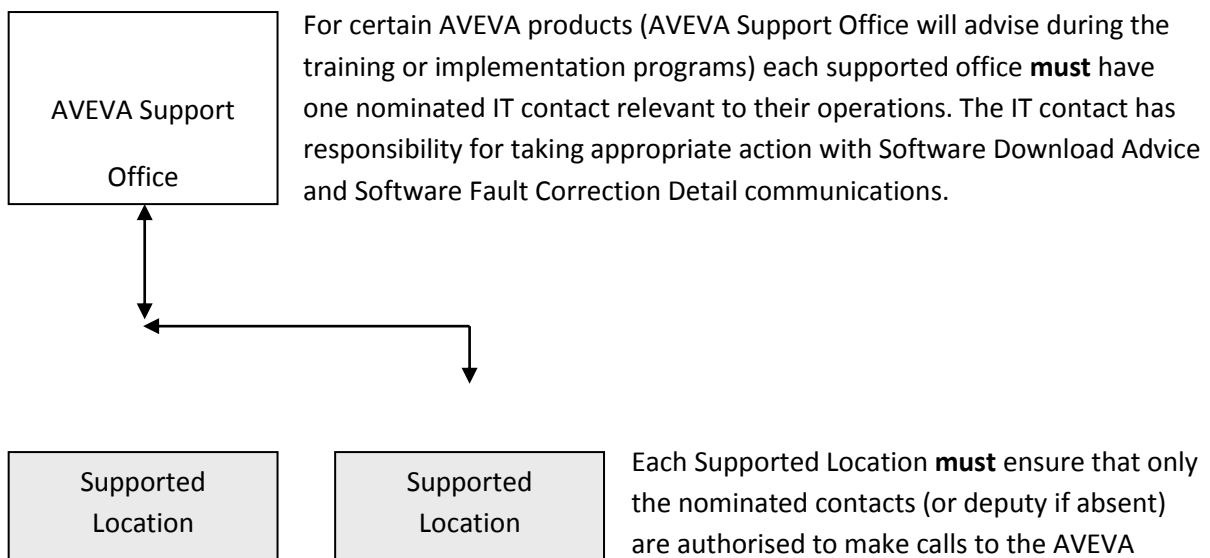 For certain AVEVA products (AVEVA Support Office will advise during the
training or implementation programs) each supported office must have
one nominated IT contact relevant to their operations. The IT contact has
responsibility for taking appropriate action with Software Download Advice
and Software Fault Correction Detail communications.
AVEVA Support
Office
Supported
Location
Supported
Location
Each Supported Location must ensure that only
the nominated contacts (or deputy if absent)
are authorised to make calls to the AVEVA